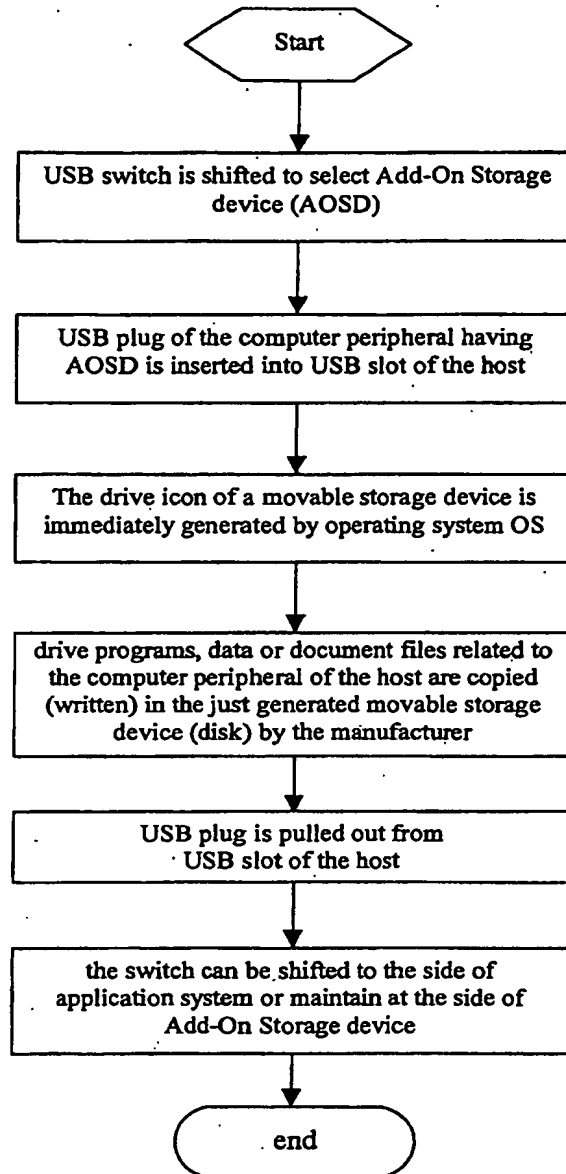 Start
USB switch is shifted to select Add-On Storage
device (AOSD)
USB plug of the computer peripheral having
AOSD is inserted into USB slot of the host
The drive icon of a movable storage device is
immediately generated by operating system OS
drive programs, data or document files related to
the computer peripheral of the host are copied
(written) in the just generated movable storage
device (disk) by the manufacturer
USB plug is pulled out from
USB slot of the host
the switch can be shifted to the side of
application system or maintain at the side of
Add-On Storage device
end